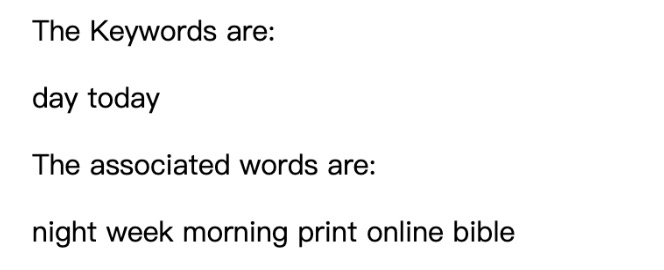 The Keywords are:
day today
The associated words are:
night week morning print online bible